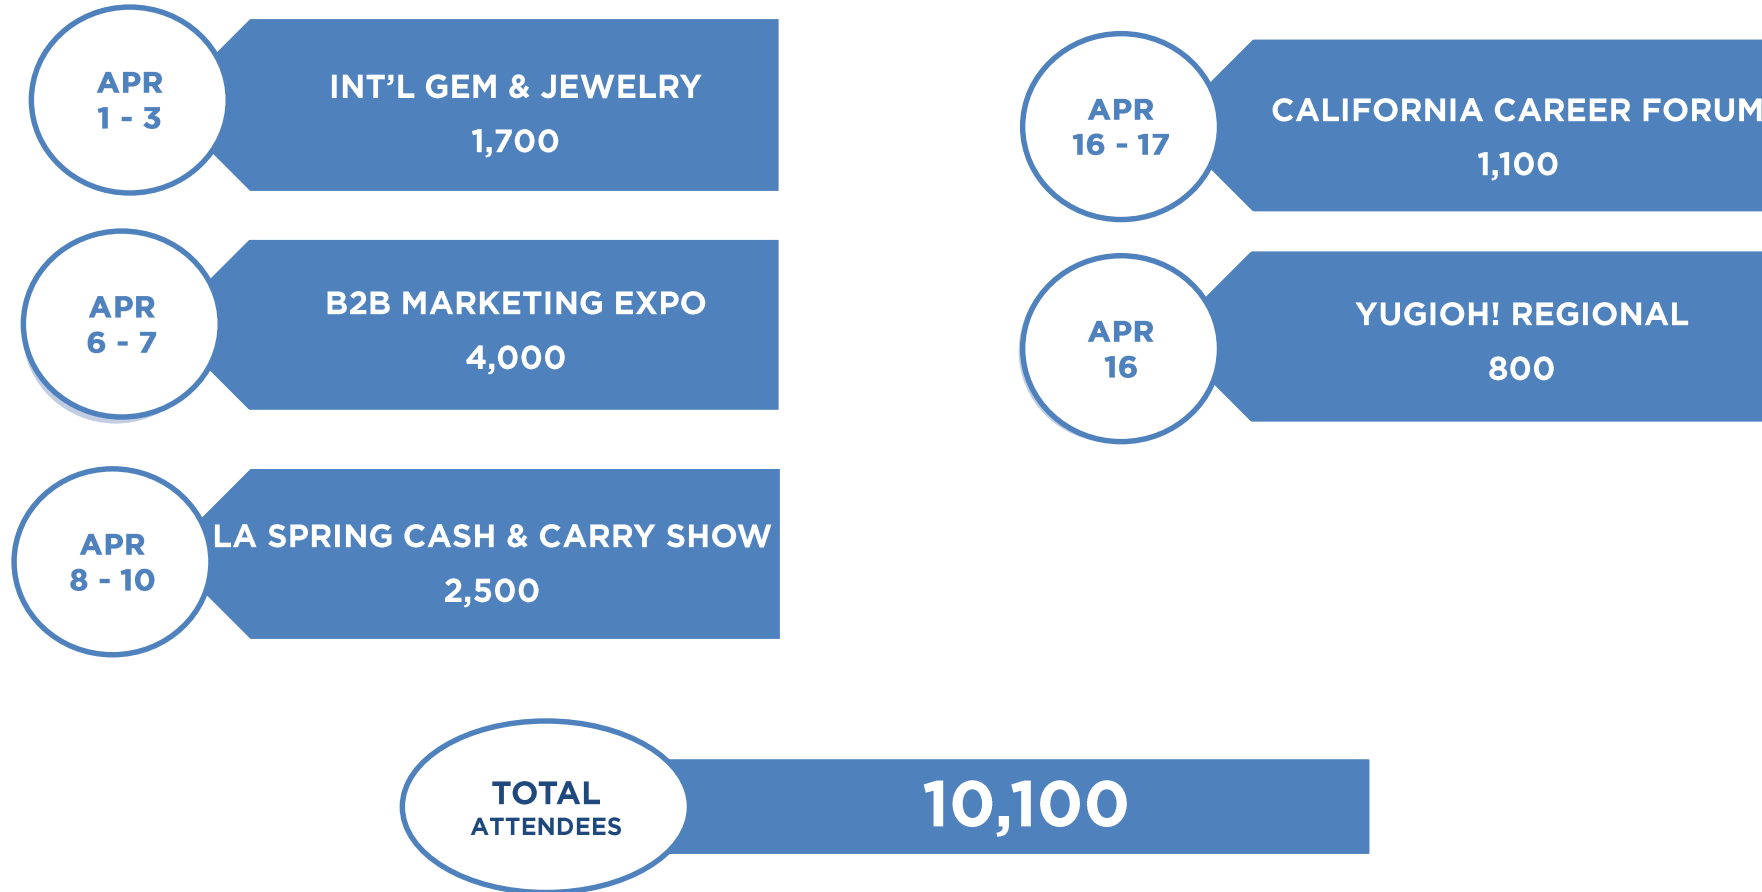 APR
1 - 3
INT’L GEM & JEWELRY
1,700
APR
6 - 7
B2B MARKETING EXPO
4,000
APR
8 - 10
LA SPRING CASH & CARRY SHOW
2,500
APR
16 - 17
CALIFORNIA CAREER FORUM
1,100
APR
16
YUGIOH! REGIONAL
800
TOTAL
ATTENDEES
10,100